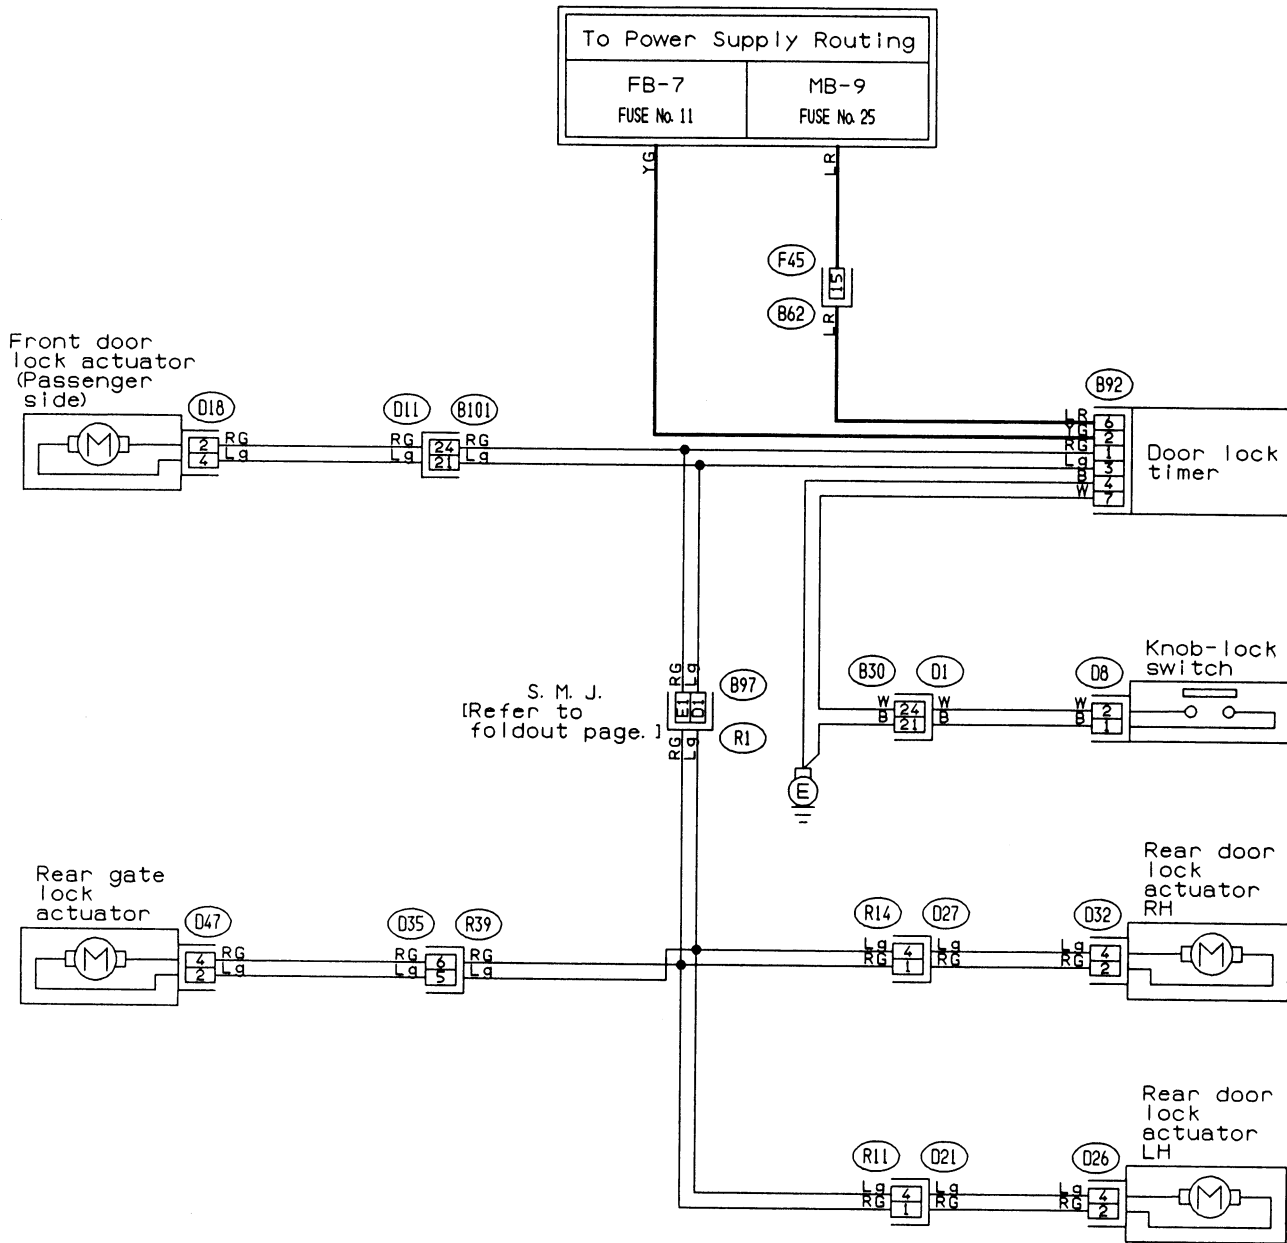 To Power Supply Routing
FB-7
FUSE No. 11
MB-9
FUSE No. 25
YG
LR
F45
15
B62
LR
Front door
lock actuator
(Passenger
side)
D18
D11
B101
B92
2
4
RG
Lg
RG
Lg
24
21
RG
Lg
LR
YG
RG
Lg
B
W
6
2
1
3
4
7
Door lock
timer
RG
Lg
S. M. J.
[Refer to
foldout page. ]
E1
D1
B97
R1
RG
Lg
B30
D1
D8
Knob-lock
switch
W
B
24
21
W
B
W
B
2
1
E
Rear gate
lock
actuator
D47
D35
R39
4
2
RG
Lg
RG
Lg
6
5
RG
Lg
Rear door
lock
actuator
RH
R14
D27
D32
Lg
RG
4
1
Lg
RG
Lg
RG
4
2
Rear door
lock
actuator
LH
R11
D21
D26
Lg
RG
4
1
Lg
RG
Lg
RG
4
2
M
M
M
M